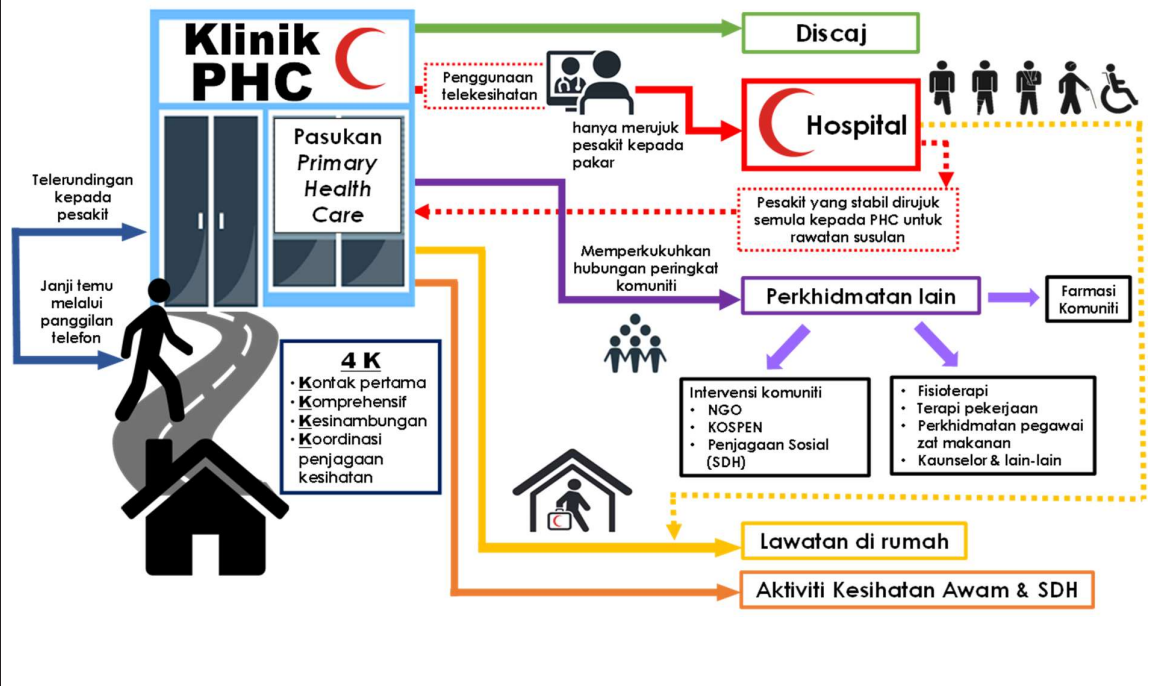 Klinik
PHC
Pasukan
Primary
Health
Care
Discaj
Penggunaan
telekesihatan
hanya merujuk
pesakit kepada
pakar
Hospital
Pesakit yang stabil dirujuk
semula kepada PHC untuk
rawatan susulan
Telerundingan
kepada
pesakit
Janji temu
melalui
panggilan
telefon
Memperkukuhkan
hubungan peringkat
komuniti
Perkhidmatan lain
Farmasi
Komuniti
4 K
• Kontak pertama
• Komprehensif
• Kesinambungan
• Koordinasi
penjagaan
kesihatan
Intervensi komuniti
• NGO
• KOSPEN
• Penjagaan Sosial
(SDH)
• Fisioterapi
• Terapi pekerjaan
• Perkhidmatan pegawai
zat makanan
• Kaunselor & lain-lain
Lawatan di rumah
Aktiviti Kesihatan Awam & SDH